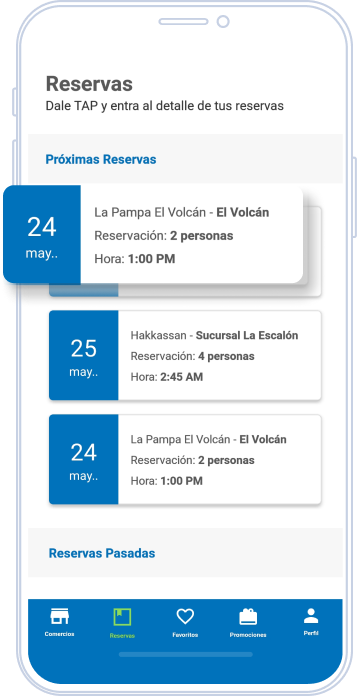 Reservas
Dale TAP y entra al detalle de tus reservas
Próximas Reservas
24
may..
La Pampa El Volcán - El Volcán
Reservación: 2 personas
Hora: 1:00 PM
25
may..
Hakkassan - Sucursal La Escalón
Reservación: 4 personas
Hora: 2:45 AM
24
may..
La Pampa El Volcán - El Volcán
Reservación: 2 personas
Hora: 1:00 PM
Reservas Pasadas
Comercios
Reservas
Favoritos
Promociones
Perfil